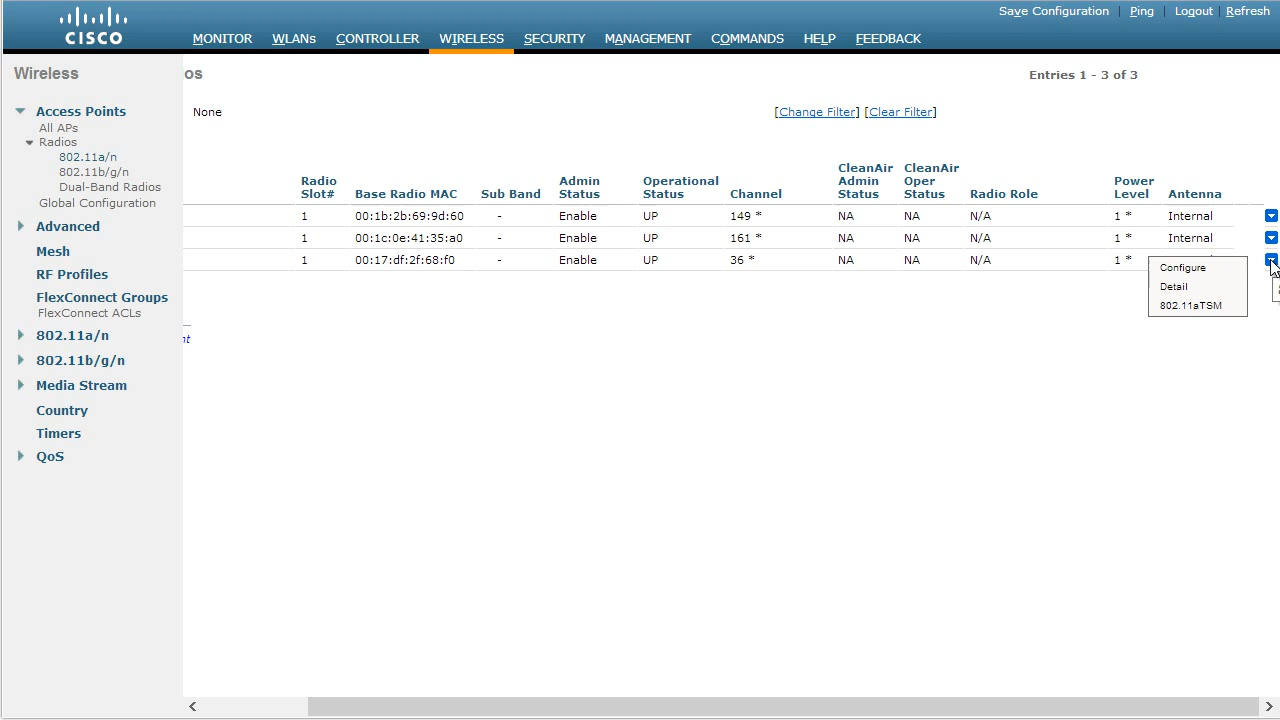 Save Configuration | Ping | Logout | Refresh
CISCO
MONITOR WLANs CONTROLLER WIRELESS SECURITY MANAGEMENT COMMANDS HELP FEEDBACK
Wireless
os
Entries 1 - 3 of 3
Access Points
All APs
Radios
802.11a/n
802.11b/g/n
Dual-Band Radios
Global Configuration
Advanced
Mesh
RF Profiles
FlexConnect Groups
FlexConnect ACLs
802.11a/n
802.11b/g/n
Media Stream
Country
Timers
QoS
None
[Change Filter] [Clear Filter]
Radio Slot# Base Radio MAC Sub Band Admin Status Operational Status Channel CleanAir Admin Status CleanAir Oper Status Radio Role Power Level Antenna
1 00:1b:2b:69:9d:60 - Enable UP 149 * NA NA N/A 1 * Internal
1 00:1c:0e:41:35:a0 - Enable UP 161 * NA NA N/A 1 * Internal
1 00:17:df:2f:68:f0 - Enable UP 36 * NA NA N/A 1 *
Configure
Detail
802.11aTSM
nt